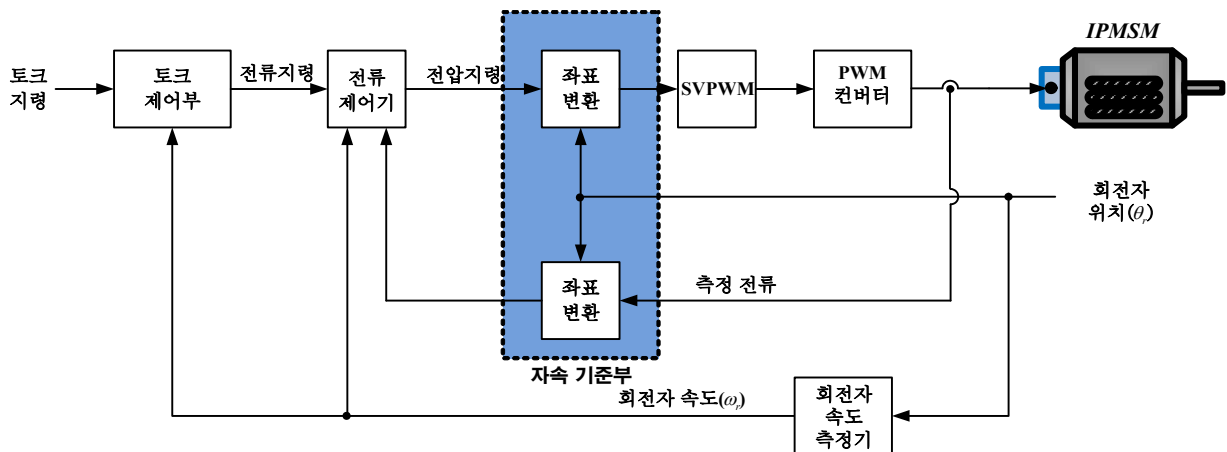 IPMSM
토크
지령
토크
제어부
전류지령
전류
제어기
전압지령
좌표
변환
SVPWM
PWM
컨버터
회전자
위치(θr)
좌표
변환
측정 전류
자속 기준부
회전자 속도(ωr)
회전자
속도
측정기